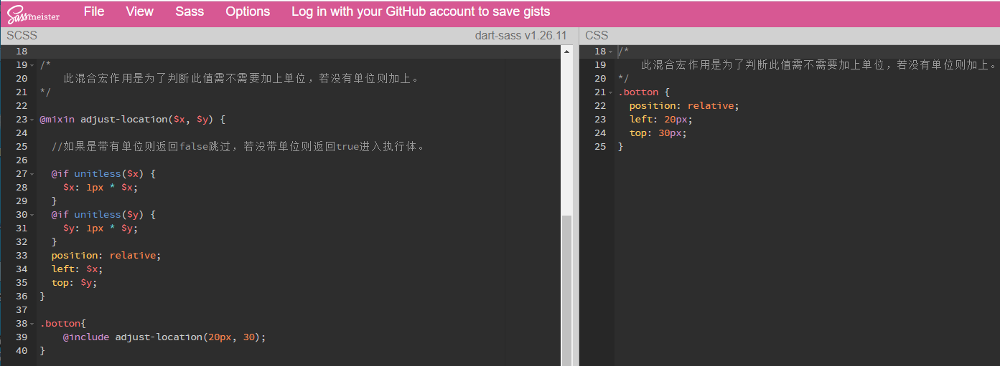 Sassmeister File View Sass Options Log in with your GitHub account to save gists
SCSS dart-sass v1.26.11
18
19 /*
20 此混合宏作用是为了判断此值需不需要加上单位，若没有单位则加上。
21 */
22
23 @mixin adjust-location($x, $y) {
24
25 //如果是带有单位则返回false跳过，若没带单位则返回true进入执行体。
26
27 @if unitless($x) {
28 $x: 1px * $x;
29 }
30 @if unitless($y) {
31 $y: 1px * $y;
32 }
33 position: relative;
34 left: $x;
35 top: $y;
36 }
37
38 .botton{
39 @include adjust-location(20px, 30);
40 }
CSS
18 /*
19 此混合宏作用是为了判断此值需不需要加上单位，若没有单位则加上。
20 */
21 .botton {
22 position: relative;
23 left: 20px;
24 top: 30px;
25 }